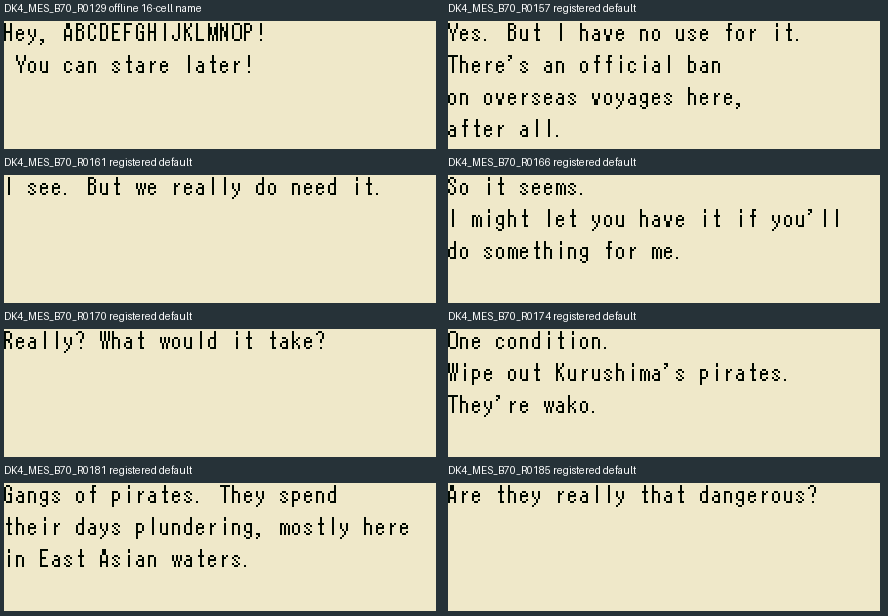 DK4_MES_B70_R0129 offline 16-cell name
Hey, ABCDEFGHIJKLMNOP!
You can stare later!
DK4_MES_B70_R0157 registered default
Yes. But I have no use for it.
There's an official ban
on overseas voyages here,
after all.
DK4_MES_B70_R0161 registered default
I see. But we really do need it.
DK4_MES_B70_R0166 registered default
So it seems.
I might let you have it if you'll
do something for me.
DK4_MES_B70_R0170 registered default
Really? What would it take?
DK4_MES_B70_R0174 registered default
One condition.
Wipe out Kurushima's pirates.
They're wako.
DK4_MES_B70_R0181 registered default
Gangs of pirates. They spend
their days plundering, mostly here
in East Asian waters.
DK4_MES_B70_R0185 registered default
Are they really that dangerous?